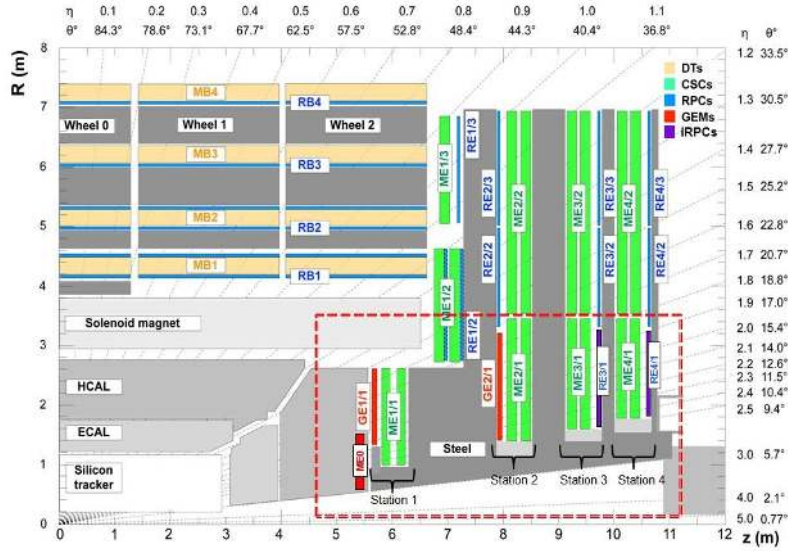 η 0.1 0.2 0.3 0.4 0.5 0.6 0.7 0.8 0.9 1.0 1.1
θ° 84.3° 78.6° 73.1° 67.7° 62.5° 57.5° 52.8° 48.4° 44.3° 40.4° 36.8° η θ°
R (m)
8
7
6
5
4
3
2
1
0
1.2 33.5°
1.3 30.5°
1.4 27.7°
1.5 25.2°
1.6 22.8°
1.7 20.7°
1.8 18.8°
1.9 17.0°
2.0 15.4°
2.1 14.0°
2.2 12.6°
2.3 11.5°
2.4 10.4°
2.5 9.4°
3.0 5.7°
4.0 2.1°
5.0 0.77°
DTs
CSCs
RPCs
GEMs
iRPCs
MB4
RB4
Wheel 0 Wheel 1 Wheel 2
MB3
RB3
MB2
RB2
MB1
RB1
Solenoid magnet
HCAL
ECAL
Silicon
tracker
Steel
ME1/3
RE1/3
RE2/3
ME2/2
ME3/2
RE3/3
ME4/2
RE4/3
RE2/2
RE3/2
RE4/2
ME1/2
RE1/2
GE1/1
ME1/1
GE2/1
ME2/1
ME3/1
RE3/1
ME4/1
RE4/1
ME0
Station 1
Station 2
Station 3
Station 4
0 1 2 3 4 5 6 7 8 9 10 11 12
z (m)